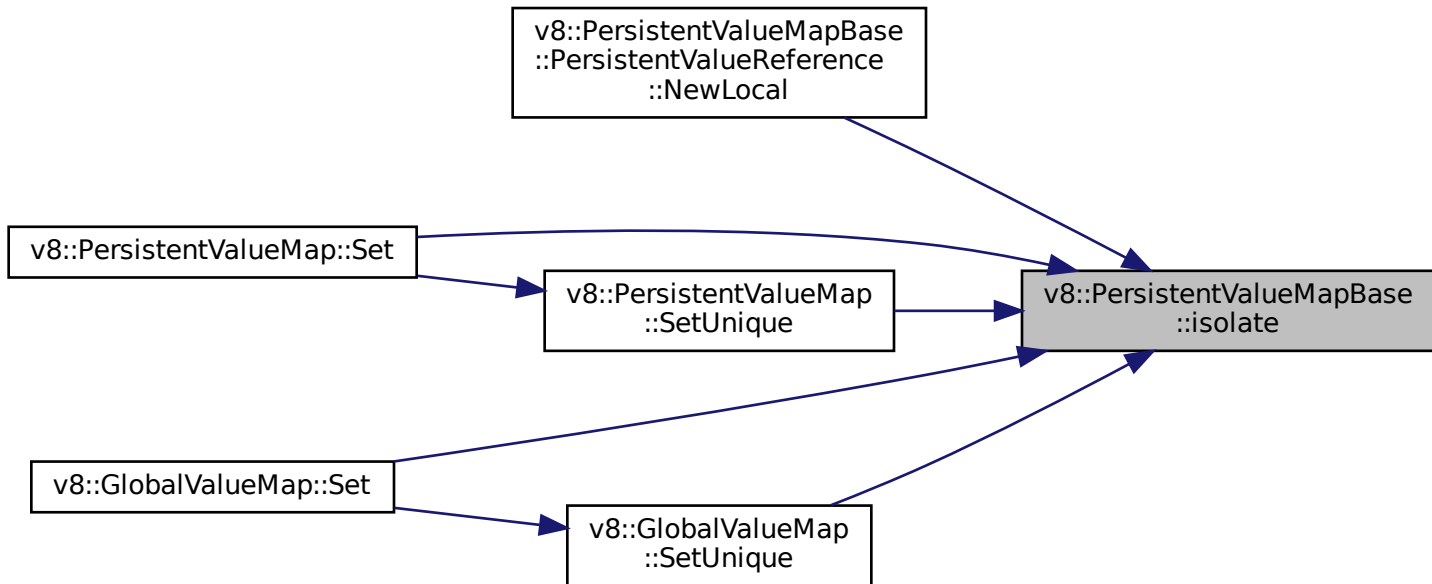 v8::PersistentValueMapBase
::PersistentValueReference
::NewLocal
v8::PersistentValueMap::Set
v8::PersistentValueMap
::SetUnique
v8::PersistentValueMapBase
::isolate
v8::GlobalValueMap::Set
v8::GlobalValueMap
::SetUnique